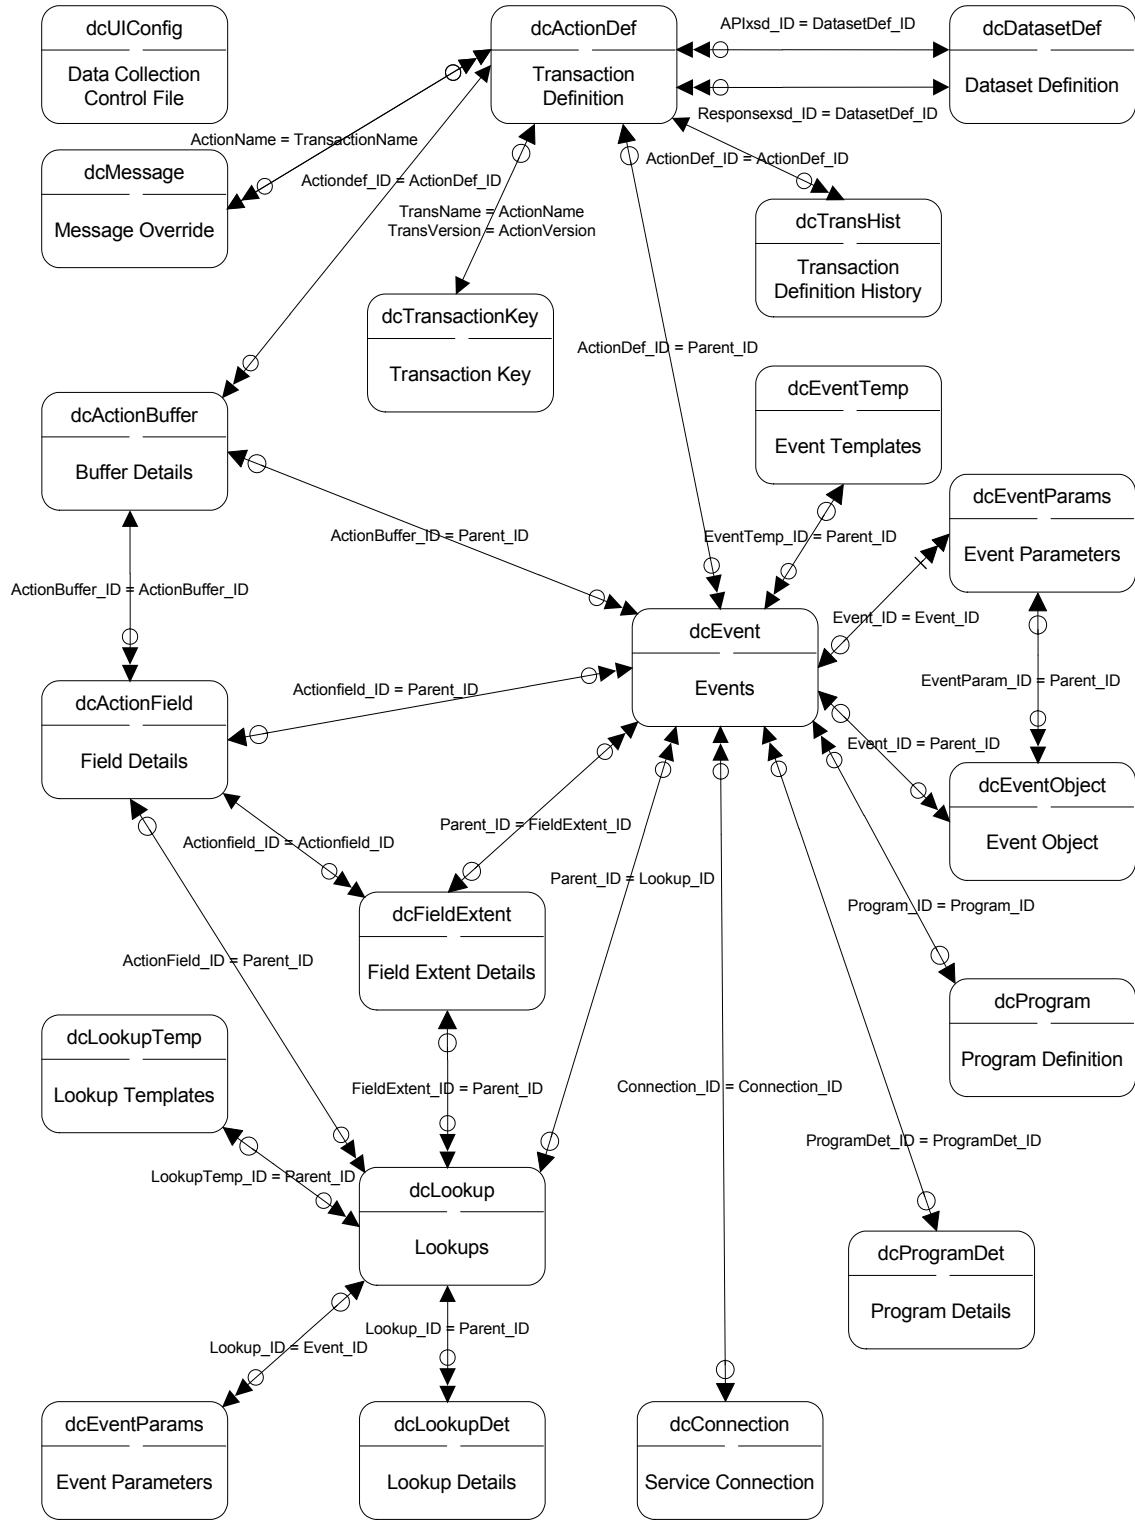 dcUIConfig
Data Collection
Control File
dcActionDef
Transaction
Definition
APIxsd_ID = DatasetDef_ID
dcDatasetDef
Dataset Definition
Responsexsd_ID = DatasetDef_ID
ActionName = TransactionName
dcMessage
Message Override
Actiondef_ID = ActionDef_ID
ActionDef_ID = ActionDef_ID
TransName = ActionName
TransVersion = ActionVersion
dcTransHist
Transaction
Definition History
dcTransactionKey
Transaction Key
ActionDef_ID = Parent_ID
dcActionBuffer
Buffer Details
dcEventTemp
Event Templates
dcEventParams
Event Parameters
ActionBuffer_ID = Parent_ID
EventTemp_ID = Parent_ID
ActionBuffer_ID = ActionBuffer_ID
dcEvent
Events
Event_ID = Event_ID
Actionfield_ID = Parent_ID
EventParam_ID = Parent_ID
dcActionField
Field Details
Event_ID = Parent_ID
dcEventObject
Event Object
Parent_ID = FieldExtent_ID
Actionfield_ID = Actionfield_ID
Parent_ID = Lookup_ID
dcFieldExtent
Field Extent Details
Program_ID = Program_ID
ActionField_ID = Parent_ID
dcProgram
Program Definition
dcLookupTemp
Lookup Templates
FieldExtent_ID = Parent_ID
Connection_ID = Connection_ID
ProgramDet_ID = ProgramDet_ID
LookupTemp_ID = Parent_ID
dcLookup
Lookups
dcProgramDet
Program Details
Lookup_ID = Parent_ID
Lookup_ID = Event_ID
dcEventParams
Event Parameters
dcLookupDet
Lookup Details
dcConnection
Service Connection